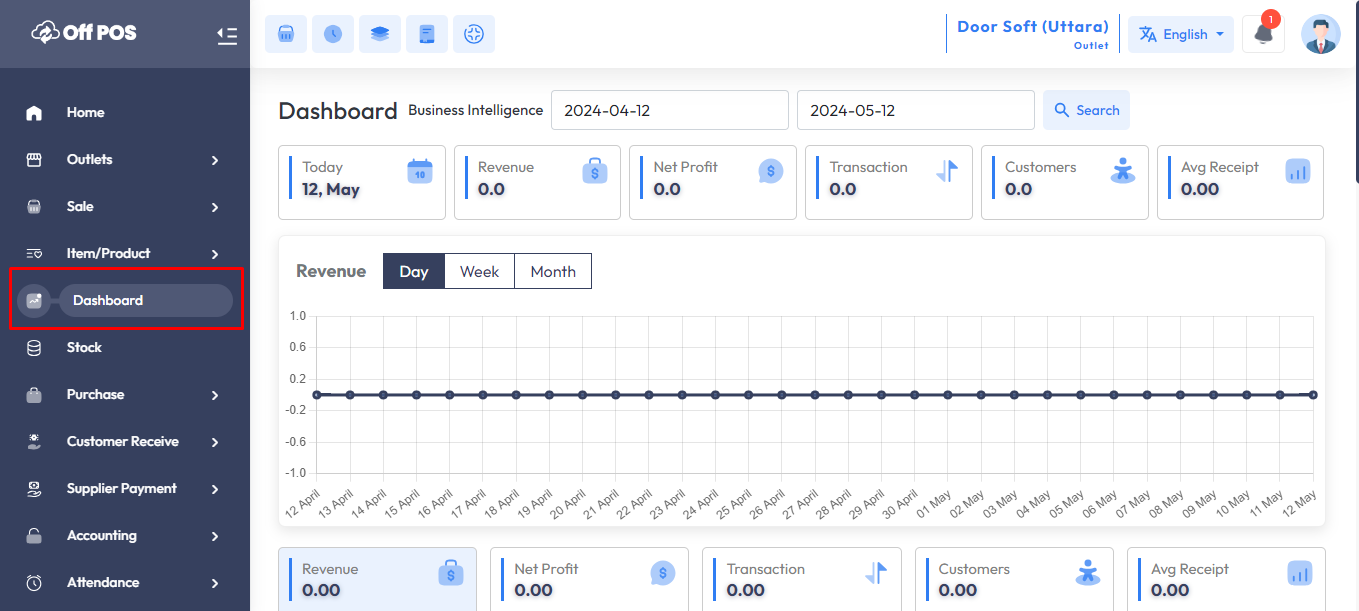 Off POS
Door Soft (Uttara)
Outlet
English
1
Home
Outlets
Sale
Item/Product
Dashboard
Stock
Purchase
Customer Receive
Supplier Payment
Accounting
Attendance
Dashboard Business Intelligence 2024-04-12 2024-05-12 Search
Today
12, May
10
Revenue
0.0
$
Net Profit
0.0
$
Transaction
0.0
Customers
0.0
Avg Receipt
0.00
Revenue Day Week Month
1.0
0.6
0.2
-0.2
-0.6
-1.0
12 April 13 April 14 April 15 April 16 April 17 April 18 April 19 April 20 April 21 April 22 April 23 April 24 April 25 April 26 April 27 April 28 April 29 April 30 April 01 May 02 May 03 May 04 May 05 May 06 May 07 May 08 May 09 May 10 May 11 May 12 May
Revenue
0.00
$
Net Profit
0.00
$
Transaction
0.00
Customers
0.00
Avg Receipt
0.00